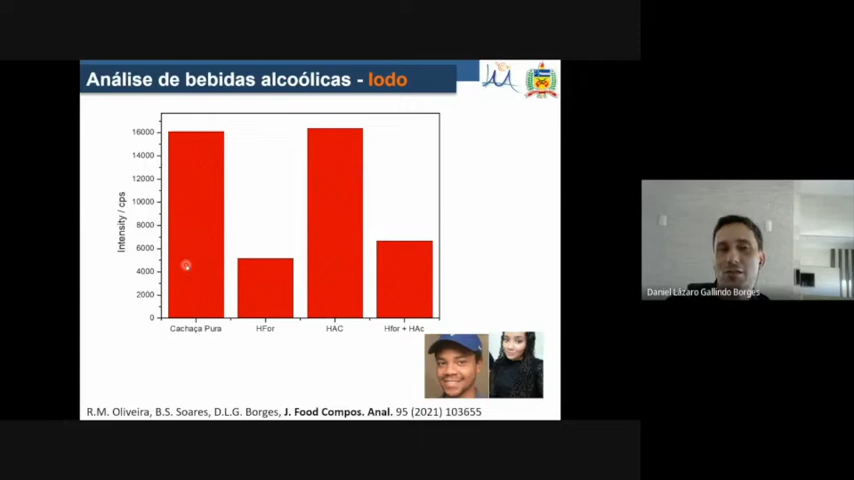 Análise de bebidas alcoólicas - Iodo
16000
14000
12000
10000
8000
6000
4000
2000
0
Intensity / cps
Cachaça Pura
HFor
HAC
Hfor + HAc
R.M. Oliveira, B.S. Soares, D.L.G. Borges, J. Food Compos. Anal. 95 (2021) 103655
Daniel Lázaro Gallindo Borges